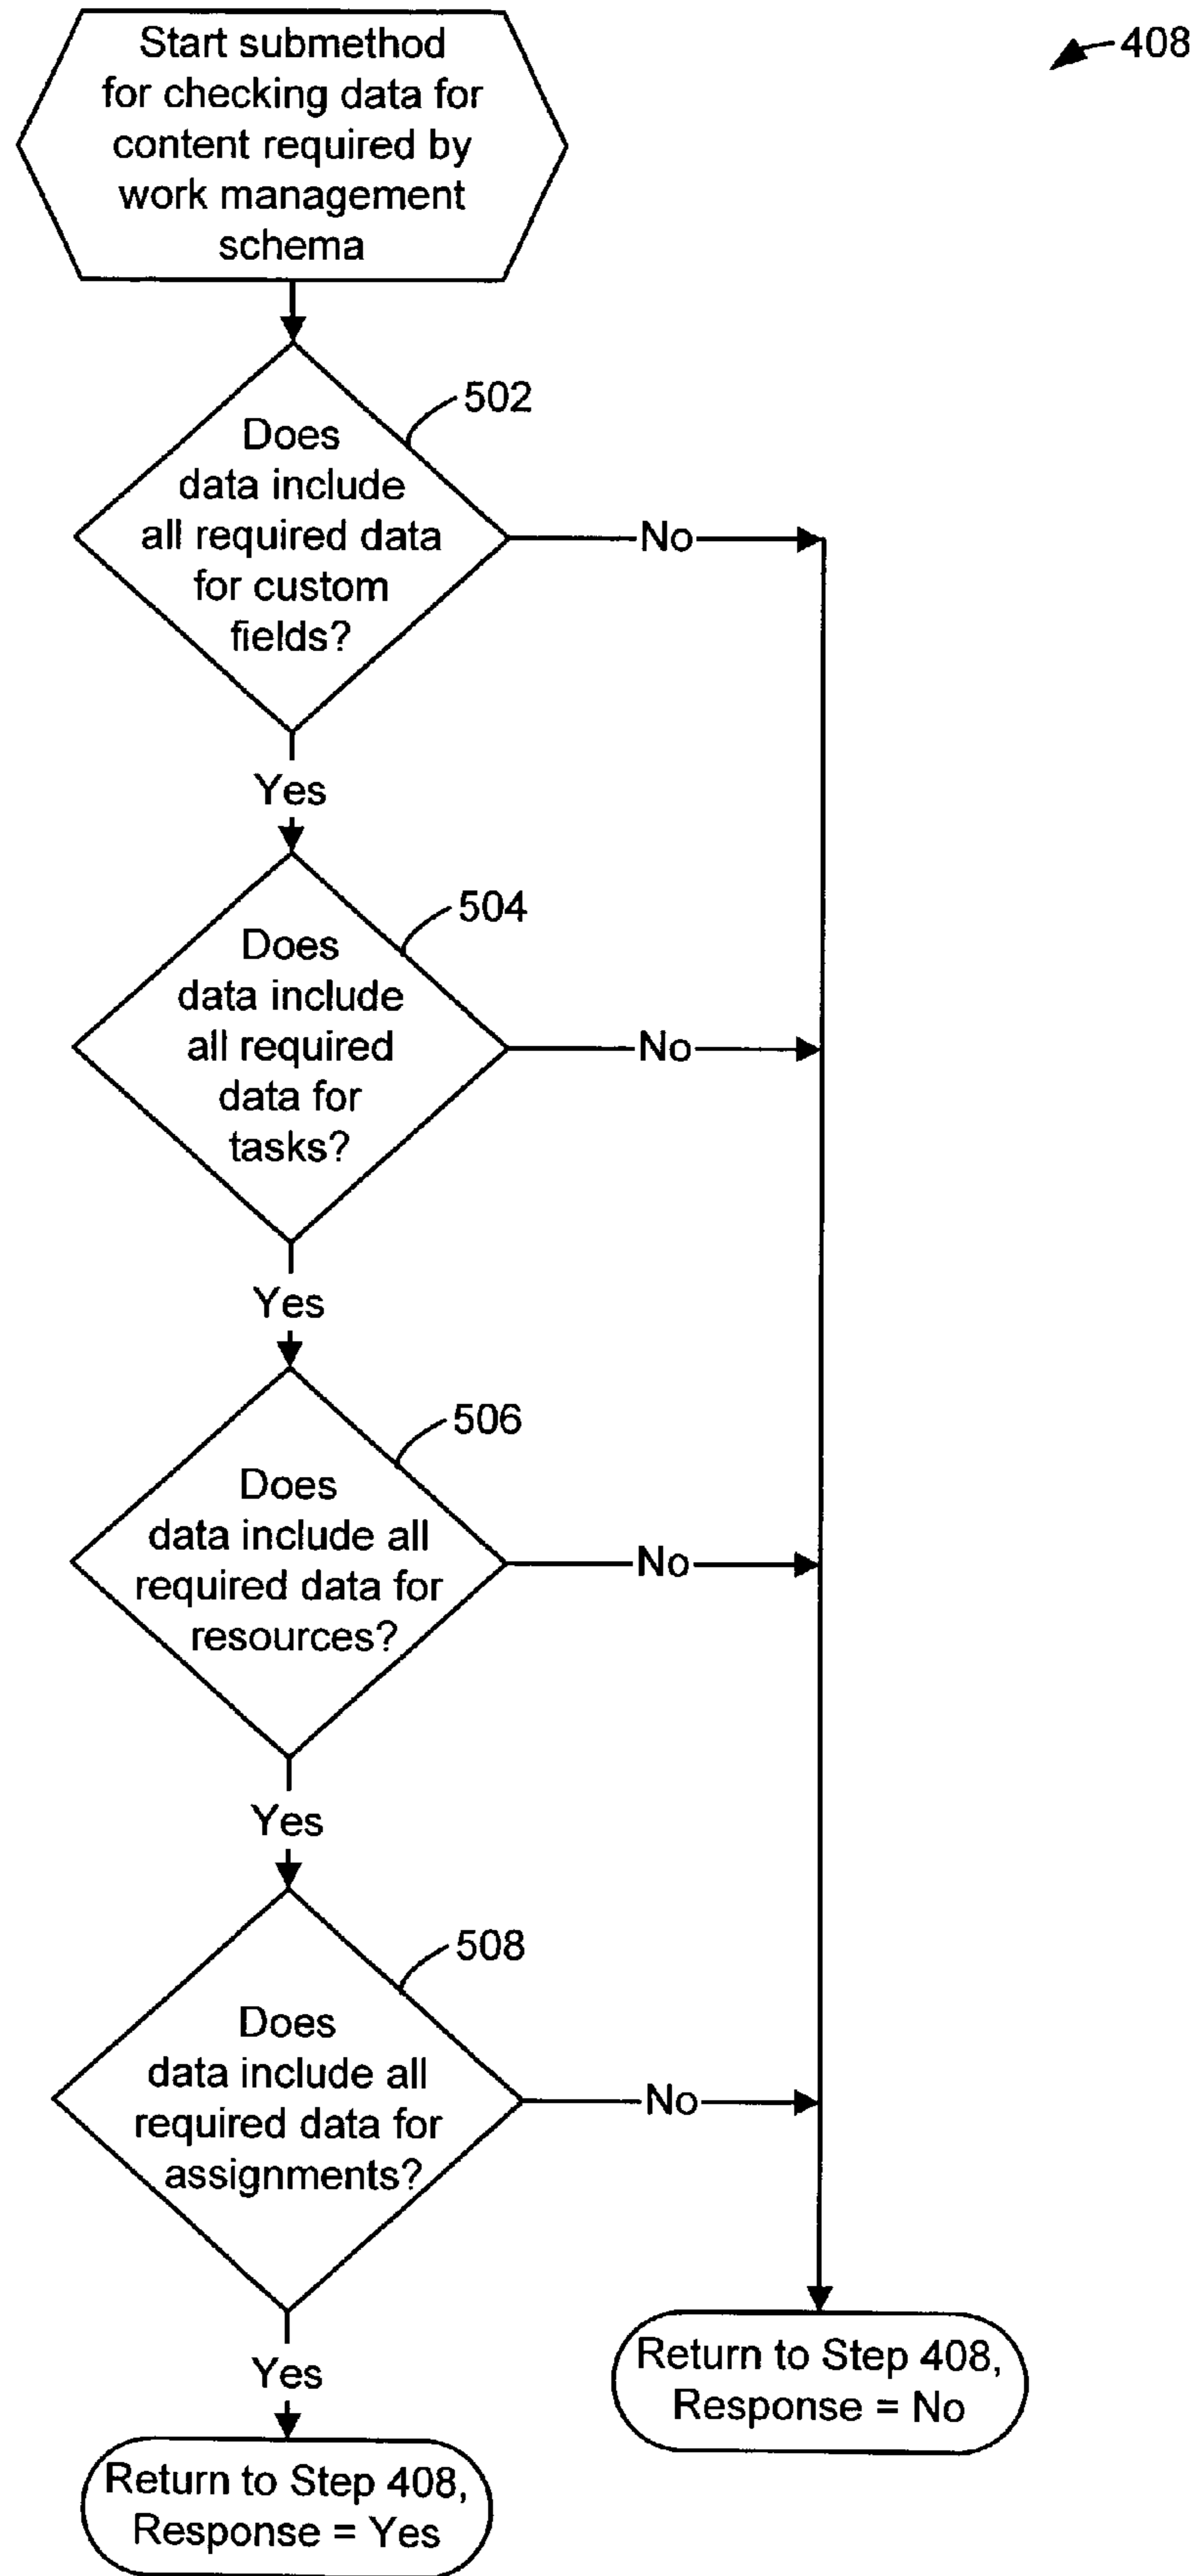 Start submethod
for checking data for
content required by
work management
schema
408
502
Does
data include
all required data
for custom
fields?
No
Yes
504
Does
data include
all required
data for
tasks?
No
Yes
506
Does
data include all
required data for
resources?
No
Yes
508
Does
data include all
required data for
assignments?
No
Yes
Return to Step 408,
Response = No
Return to Step 408,
Response = Yes